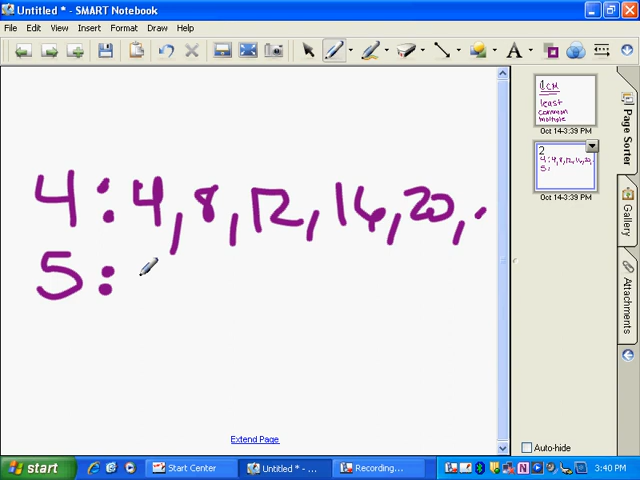 Untitled * - SMART Notebook
File Edit View Insert Format Draw Help
4: 4, 8, 12, 16, 20, .
5:
Extend Page
LCM
least
common
multiple
Oct 14-3:39 PM
2
4: 4, 8, 12, 16, 20, .
5:
Oct 14-3:39 PM
Auto-hide
Page Sorter
Gallery
Attachments
start
Start Center
Untitled * - ...
Recording...
3:40 PM